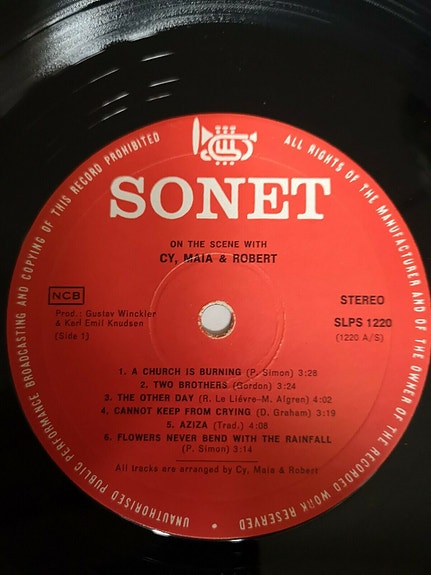 UNAUTHORISED PUBLIC PERFORMANCE BROADCASTING AND COPYING OF THIS RECORD PROHIBITED
ALL RIGHTS OF THE MANUFACTURER AND OF THE OWNER OF THE RECORDED WORK RESERVED
SONET
ON THE SCENE WITH
CY, MAIA & ROBERT
NCB
Prod.: Gustav Winckler
& Karl Emil Knudsen
(Side 1)
STEREO
SLPS 1220
(1220 A/S)
1. A CHURCH IS BURNING (P. Simon) 3:28
2. TWO BROTHERS (Gordon) 3:24
3. THE OTHER DAY (R. Le Liévre–M. Algren) 4:02
4. CANNOT KEEP FROM CRYING (D. Graham) 3:19
5. AZIZA (Trad.) 4:08
6. FLOWERS NEVER BEND WITH THE RAINFALL
(P. Simon) 3:14
All tracks are arranged by Cy, Maia & Robert